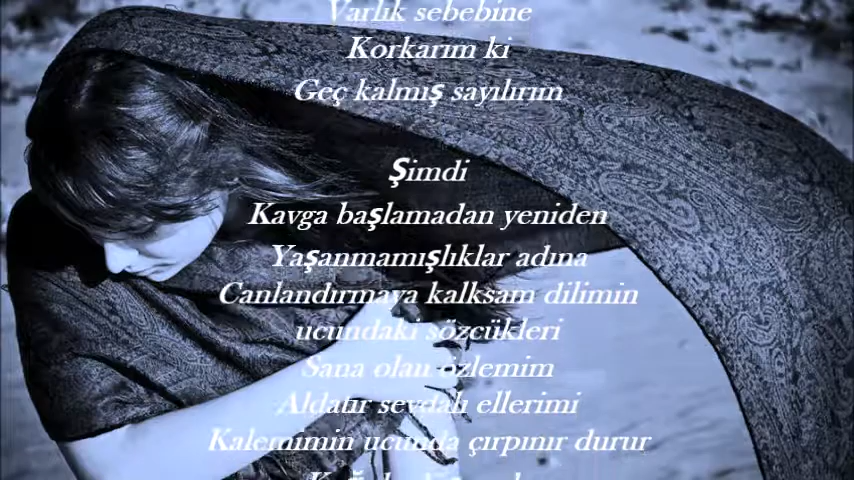 Varlık sebebine
Korkarım ki
Geç kalmış sayılırım
Şimdi
Kavga başlamadan yeniden
Yaşanmamışlıklar adına
Canlandırmaya kalksam dilimin
ucundaki sözcükleri
Sana olan özlemim
Aldatır sevdalı ellerimi
Kalemimin ucunda çırpınır durur